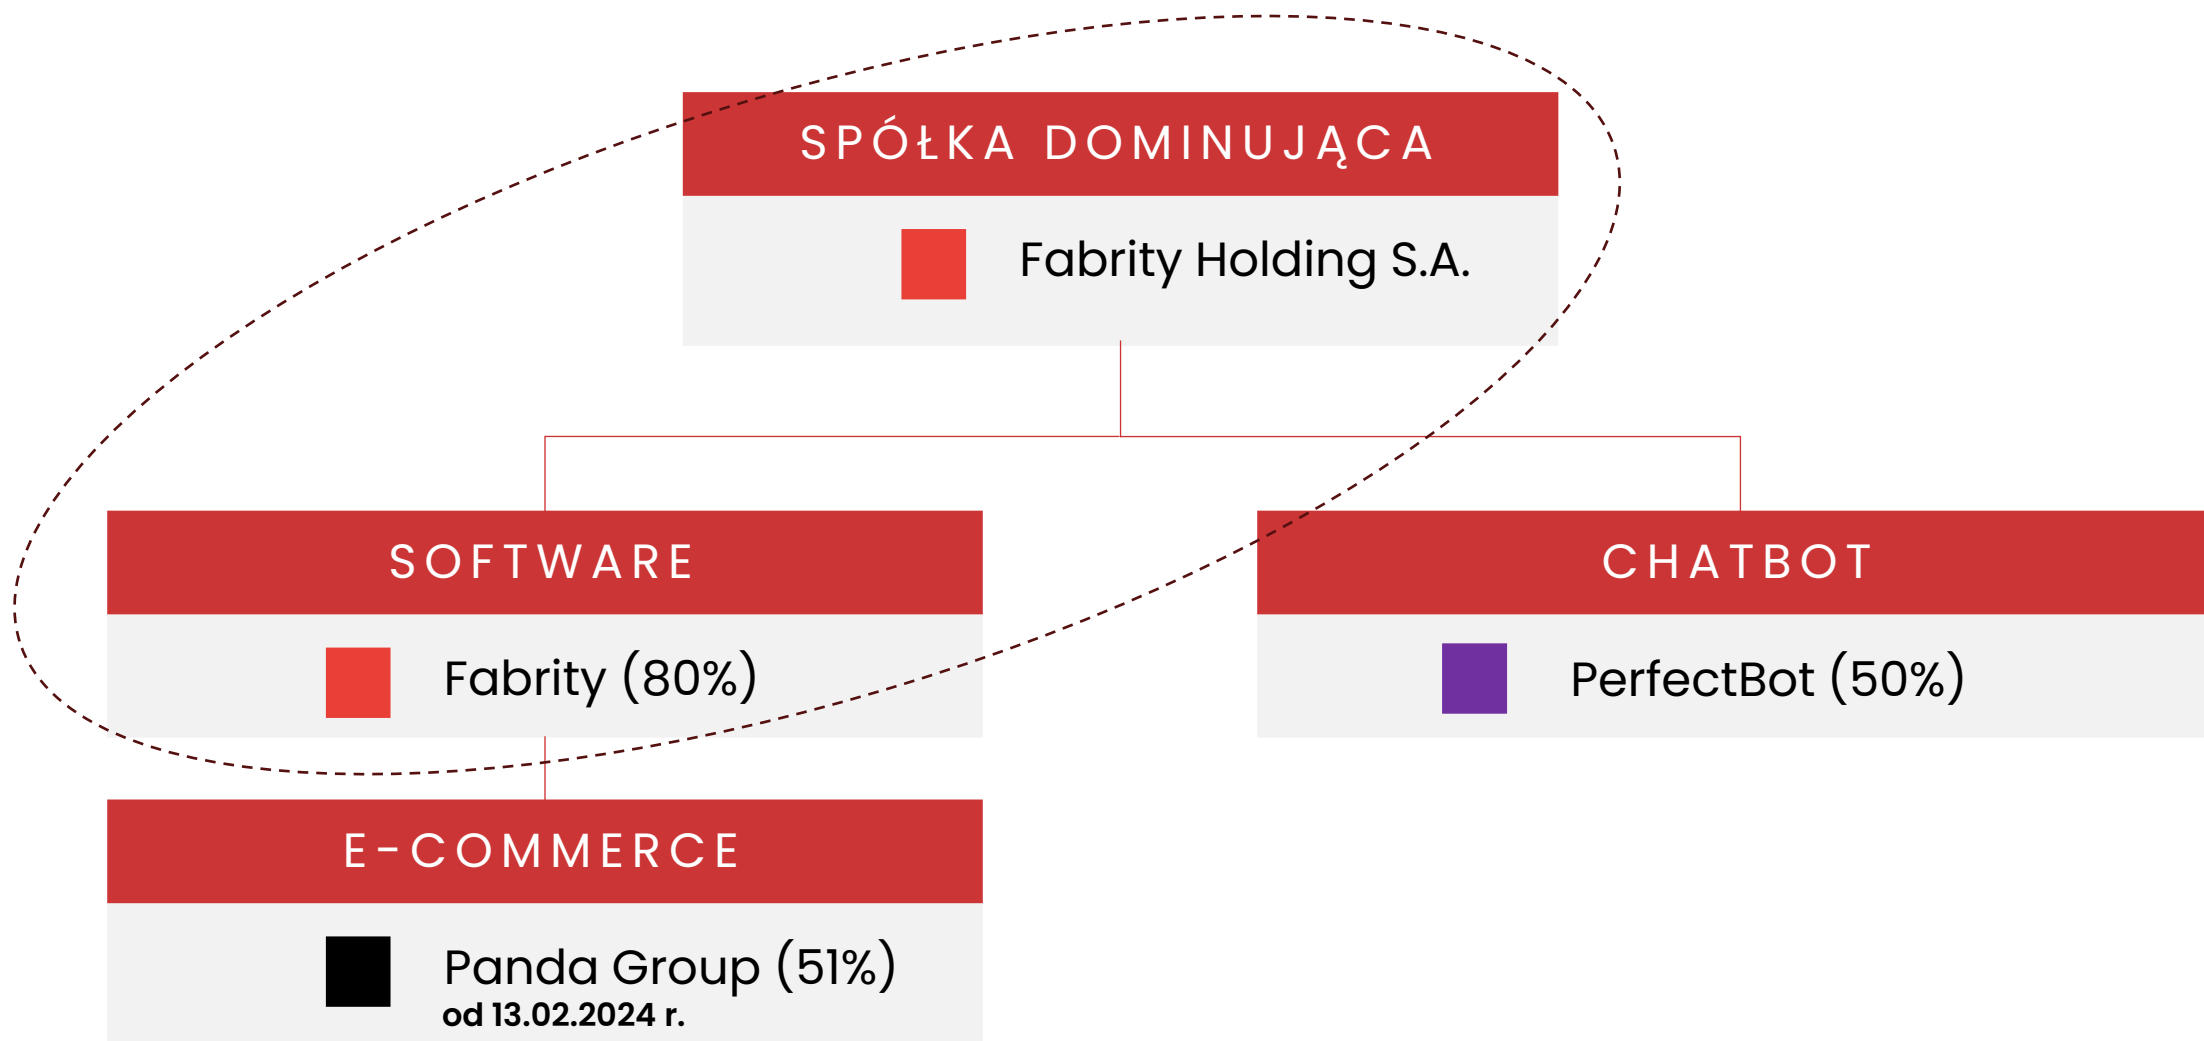 SPÓŁKA DOMINUJĄCA
Fabrity Holding S.A.
SOFTWARE
Fabrity (80%)
CHATBOT
PerfectBot (50%)
E-COMMERCE
Panda Group (51%)
od 13.02.2024 r.